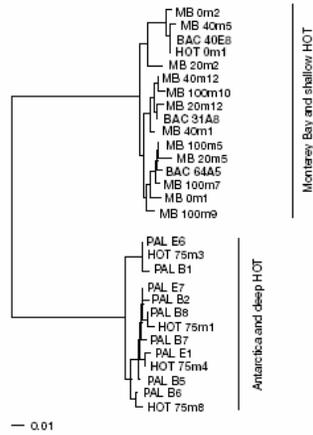 MB 0m2
MB 40m5
BAC 40E8
HOT 0m1
MB 20m2
MB 40m12
MB 100m10
MB 20m12
BAC 31A8
MB 40m1
MB 100m5
MB 20m5
BAC 64A5
MB 100m7
MB 0m1
MB 100m9
Monterey Bay and shallow HOT
PAL E6
HOT 75m3
PAL B1
PAL E7
PAL B2
PAL B8
HOT 75m1
PAL B7
PAL E1
HOT 75m4
PAL B5
PAL B6
HOT 75m8
Antarctica and deep HOT
0.01